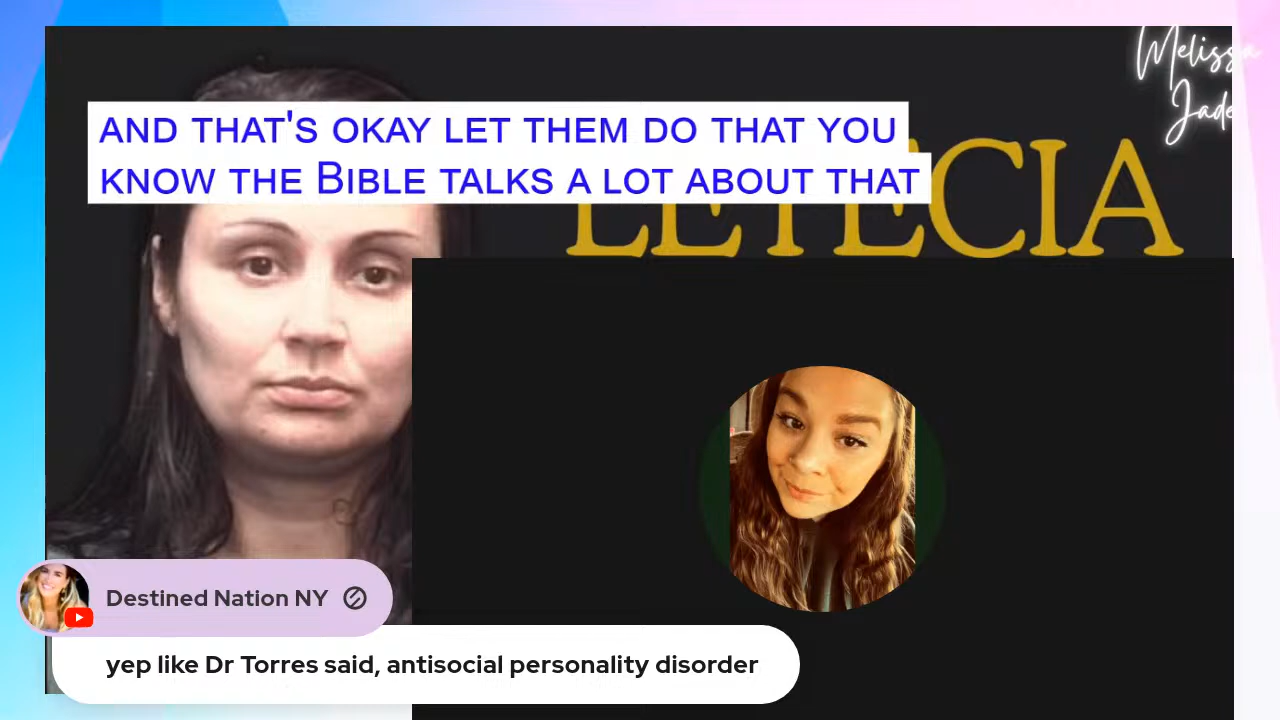 Melissa
Jade
AND THAT'S OKAY LET THEM DO THAT YOU
KNOW THE BIBLE TALKS A LOT ABOUT THAT
LETECIA
Destined Nation NY
yep like Dr Torres said, antisocial personality disorder